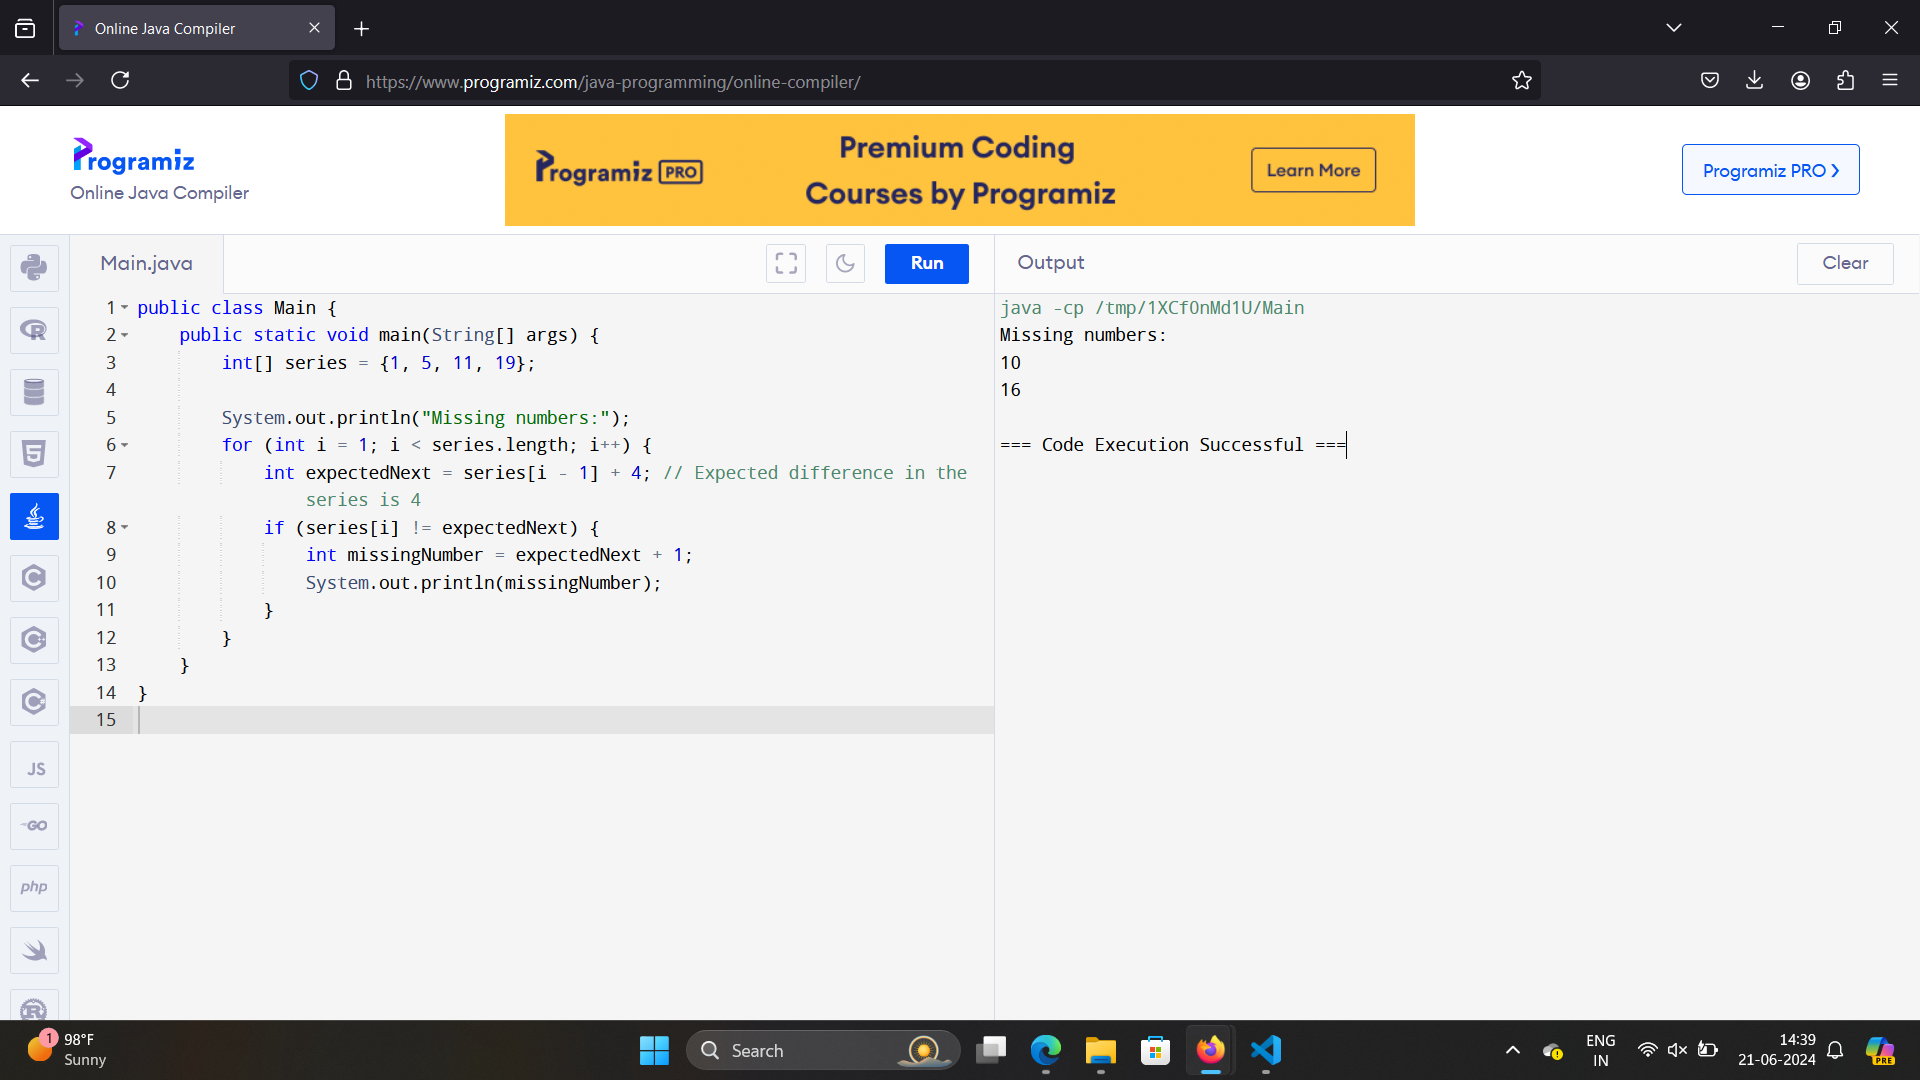 Online Java Compiler
https://www.programiz.com/java-programming/online-compiler/
Programiz
Online Java Compiler
Programiz PRO
Premium Coding
Courses by Programiz
Learn More
Programiz PRO ❯
Main.java
Run
Output
Clear
1 public class Main {
2 public static void main(String[] args) {
3 int[] series = {1, 5, 11, 19};
4
5 System.out.println("Missing numbers:");
6 for (int i = 1; i < series.length; i++) {
7 int expectedNext = series[i - 1] + 4; // Expected difference in the
series is 4
8 if (series[i] != expectedNext) {
9 int missingNumber = expectedNext + 1;
10 System.out.println(missingNumber);
11 }
12 }
13 }
14 }
15
java -cp /tmp/1XCf0nMd1U/Main
Missing numbers:
10
16
=== Code Execution Successful ===
JS
GO
php
1
98°F
Sunny
Search
ENG
IN
14:39
21-06-2024
PRE